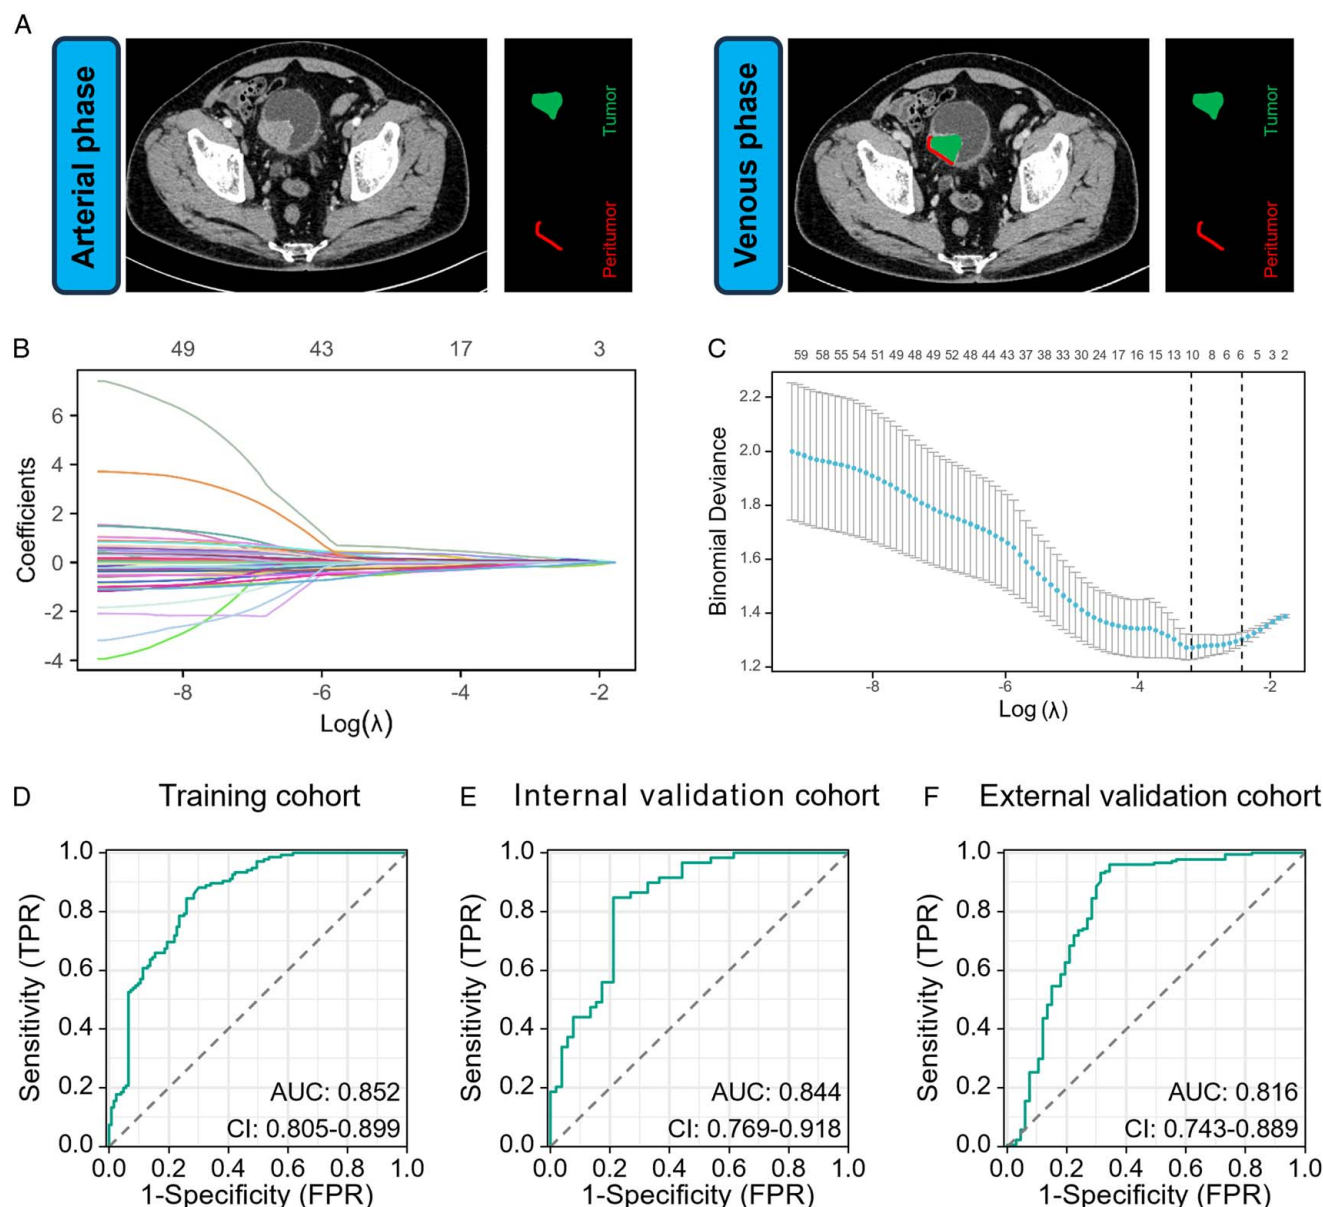 A
Arterial phase
Tumor
Peritumor
Venous phase
Tumor
Peritumor
B
49 43 17 3
Coefficients
6
4
2
0
-2
-4
-8 -6 -4 -2
Log(λ)
C
59 58 55 54 51 49 48 49 52 48 44 43 37 38 33 30 24 17 16 15 13 10 8 6 6 5 3 2
Binomial Deviance
2.2
2.0
1.8
1.6
1.4
1.2
-8 -6 -4 -2
Log (λ)
D Training cohort
Sensitivity (TPR)
1.0
0.8
0.6
0.4
0.2
0.0
AUC: 0.852
CI: 0.805-0.899
0.0 0.2 0.4 0.6 0.8 1.0
1-Specificity (FPR)
E Internal validation cohort
Sensitivity (TPR)
1.0
0.8
0.6
0.4
0.2
0.0
AUC: 0.844
CI: 0.769-0.918
0.0 0.2 0.4 0.6 0.8 1.0
1-Specificity (FPR)
F External validation cohort
Sensitivity (TPR)
1.0
0.8
0.6
0.4
0.2
0.0
AUC: 0.816
CI: 0.743-0.889
0.0 0.2 0.4 0.6 0.8 1.0
1-Specificity (FPR)